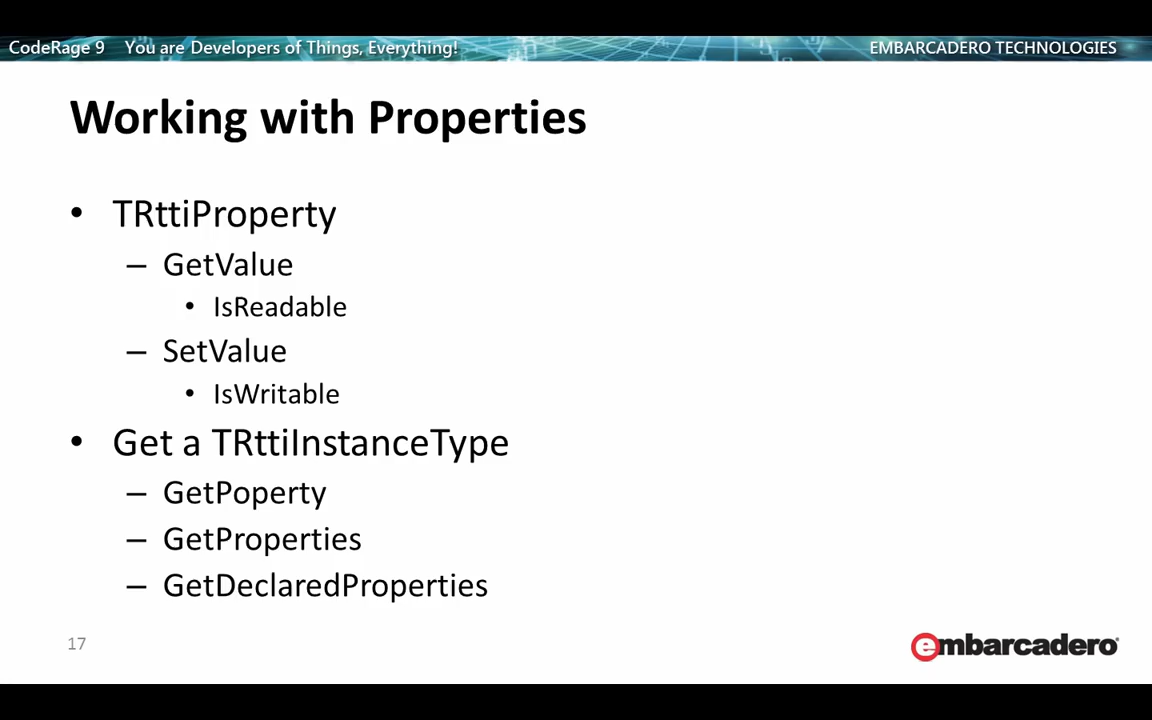 CodeRage 9 You are Developers of Things, Everything! EMBARCADERO TECHNOLOGIES
Working with Properties
• TRttiProperty
– GetValue
• IsReadable
– SetValue
• IsWritable
• Get a TRttiInstanceType
– GetPoperty
– GetProperties
– GetDeclaredProperties
17
embarcadero